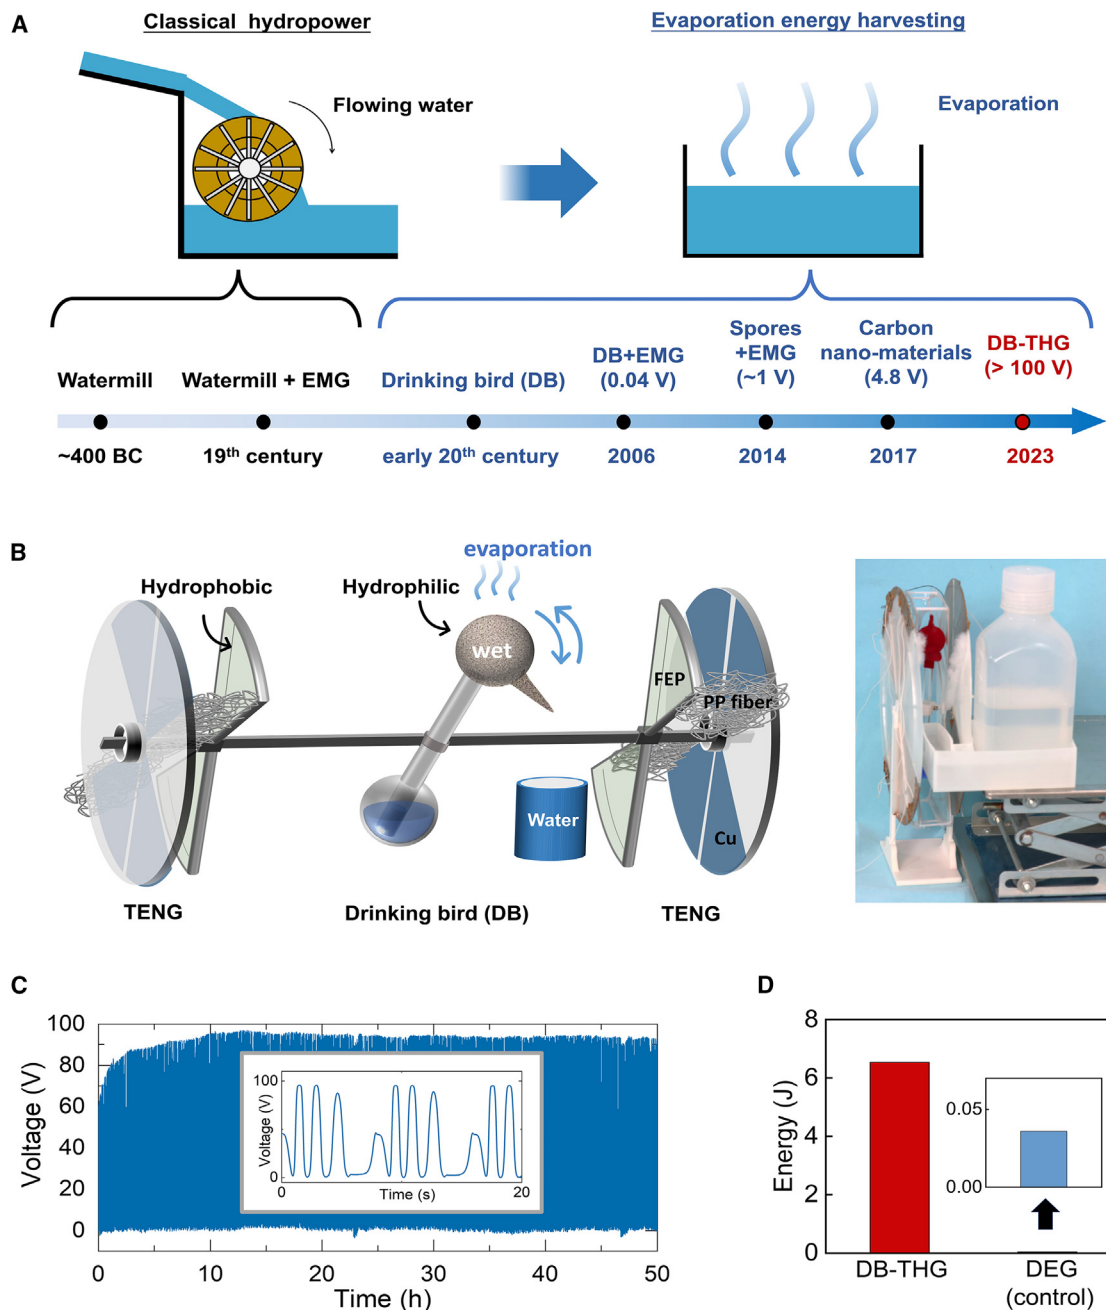 A
Classical hydropower
Evaporation energy harvesting
Flowing water
Evaporation
Watermill
Watermill + EMG
Drinking bird (DB)
DB+EMG
(0.04 V)
Spores
+EMG
(~1 V)
Carbon
nano-materials
(4.8 V)
DB-THG
(> 100 V)
~400 BC
19th century
early 20th century
2006
2014
2017
2023
B
evaporation
Hydrophobic
Hydrophilic
wet
FEP
PP fiber
Water
Cu
TENG
Drinking bird (DB)
TENG
C
Voltage (V)
100
80
60
40
20
0
0
10
20
30
40
50
Time (h)
Voltage (V)
100
0
0
20
Time (s)
D
Energy (J)
8
6
4
2
0
0.05
0.00
DB-THG
DEG
(control)